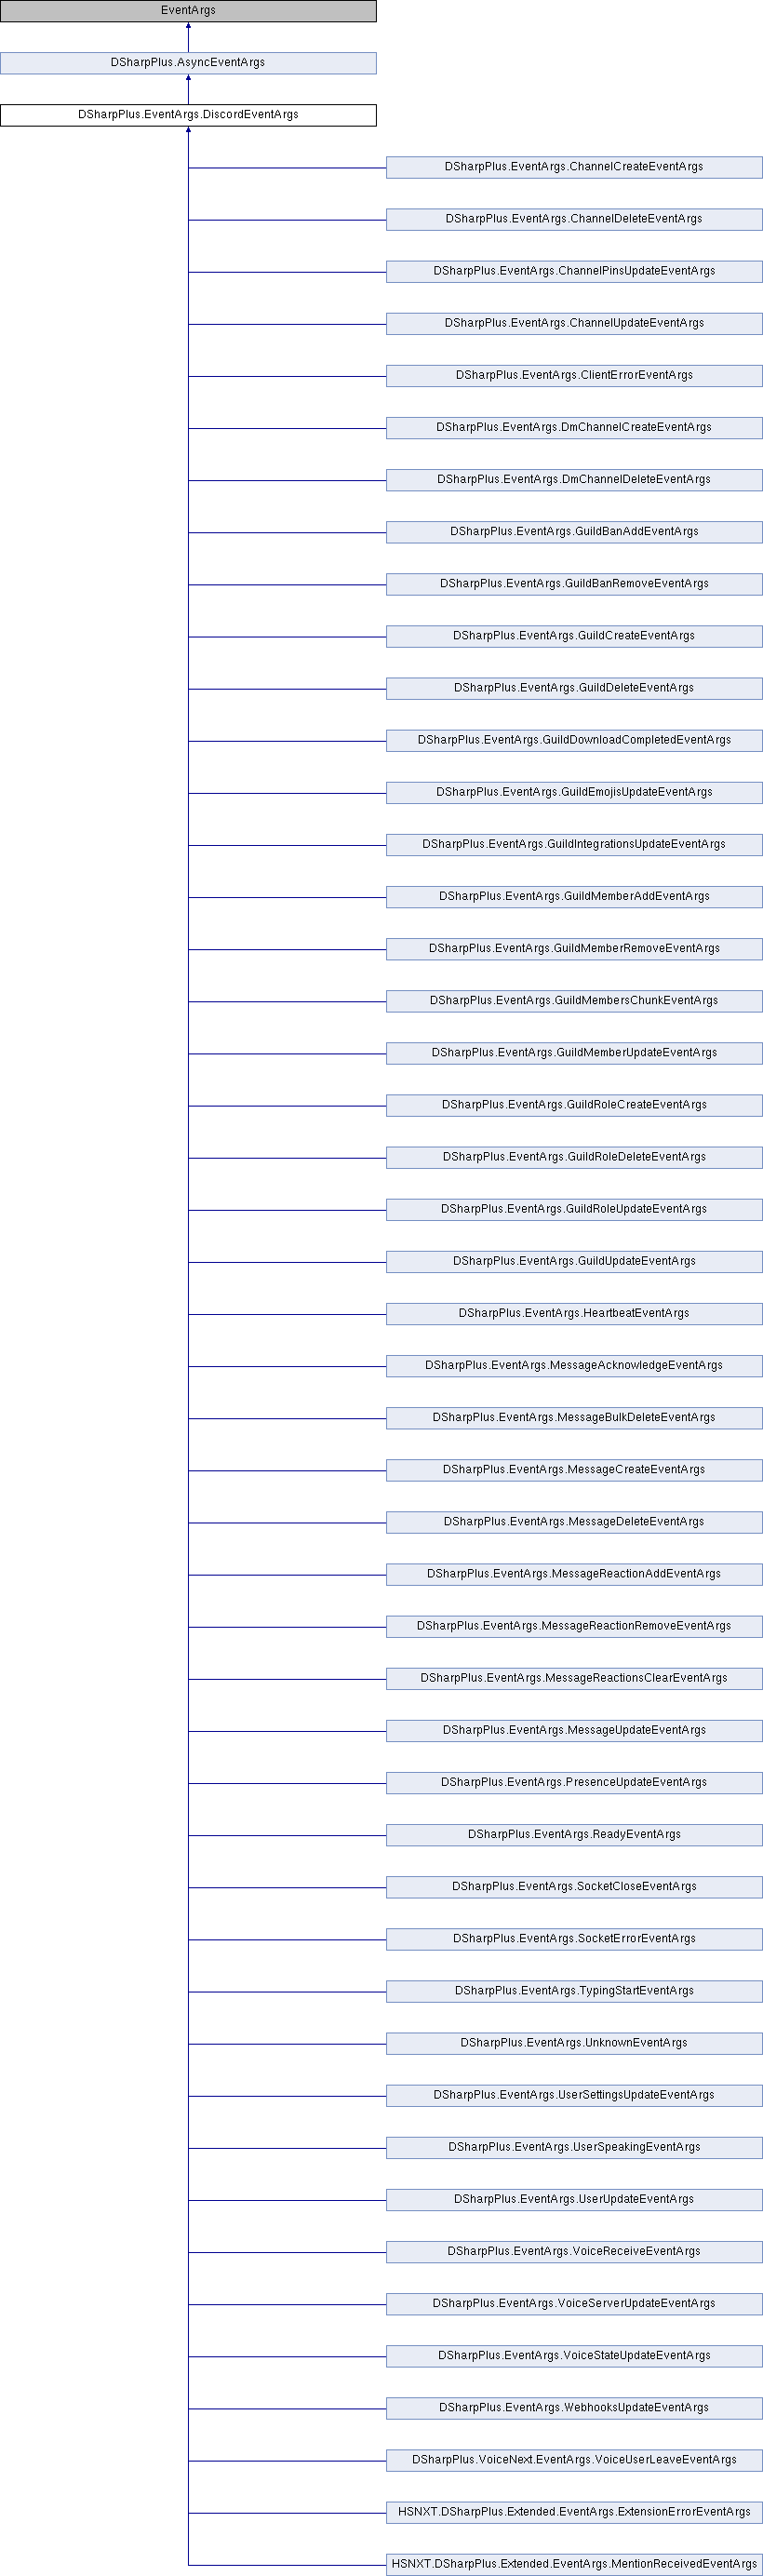 EventArgs
DSharpPlus.AsyncEventArgs
DSharpPlus.EventArgs.DiscordEventArgs
DSharpPlus.EventArgs.ChannelCreateEventArgs
DSharpPlus.EventArgs.ChannelDeleteEventArgs
DSharpPlus.EventArgs.ChannelPinsUpdateEventArgs
DSharpPlus.EventArgs.ChannelUpdateEventArgs
DSharpPlus.EventArgs.ClientErrorEventArgs
DSharpPlus.EventArgs.DmChannelCreateEventArgs
DSharpPlus.EventArgs.DmChannelDeleteEventArgs
DSharpPlus.EventArgs.GuildBanAddEventArgs
DSharpPlus.EventArgs.GuildBanRemoveEventArgs
DSharpPlus.EventArgs.GuildCreateEventArgs
DSharpPlus.EventArgs.GuildDeleteEventArgs
DSharpPlus.EventArgs.GuildDownloadCompletedEventArgs
DSharpPlus.EventArgs.GuildEmojisUpdateEventArgs
DSharpPlus.EventArgs.GuildIntegrationsUpdateEventArgs
DSharpPlus.EventArgs.GuildMemberAddEventArgs
DSharpPlus.EventArgs.GuildMemberRemoveEventArgs
DSharpPlus.EventArgs.GuildMembersChunkEventArgs
DSharpPlus.EventArgs.GuildMemberUpdateEventArgs
DSharpPlus.EventArgs.GuildRoleCreateEventArgs
DSharpPlus.EventArgs.GuildRoleDeleteEventArgs
DSharpPlus.EventArgs.GuildRoleUpdateEventArgs
DSharpPlus.EventArgs.GuildUpdateEventArgs
DSharpPlus.EventArgs.HeartbeatEventArgs
DSharpPlus.EventArgs.MessageAcknowledgeEventArgs
DSharpPlus.EventArgs.MessageBulkDeleteEventArgs
DSharpPlus.EventArgs.MessageCreateEventArgs
DSharpPlus.EventArgs.MessageDeleteEventArgs
DSharpPlus.EventArgs.MessageReactionAddEventArgs
DSharpPlus.EventArgs.MessageReactionRemoveEventArgs
DSharpPlus.EventArgs.MessageReactionsClearEventArgs
DSharpPlus.EventArgs.MessageUpdateEventArgs
DSharpPlus.EventArgs.PresenceUpdateEventArgs
DSharpPlus.EventArgs.ReadyEventArgs
DSharpPlus.EventArgs.SocketCloseEventArgs
DSharpPlus.EventArgs.SocketErrorEventArgs
DSharpPlus.EventArgs.TypingStartEventArgs
DSharpPlus.EventArgs.UnknownEventArgs
DSharpPlus.EventArgs.UserSettingsUpdateEventArgs
DSharpPlus.EventArgs.UserSpeakingEventArgs
DSharpPlus.EventArgs.UserUpdateEventArgs
DSharpPlus.EventArgs.VoiceReceiveEventArgs
DSharpPlus.EventArgs.VoiceServerUpdateEventArgs
DSharpPlus.EventArgs.VoiceStateUpdateEventArgs
DSharpPlus.EventArgs.WebhooksUpdateEventArgs
DSharpPlus.VoiceNext.EventArgs.VoiceUserLeaveEventArgs
HSNXT.DSharpPlus.Extended.EventArgs.ExtensionErrorEventArgs
HSNXT.DSharpPlus.Extended.EventArgs.MentionReceivedEventArgs